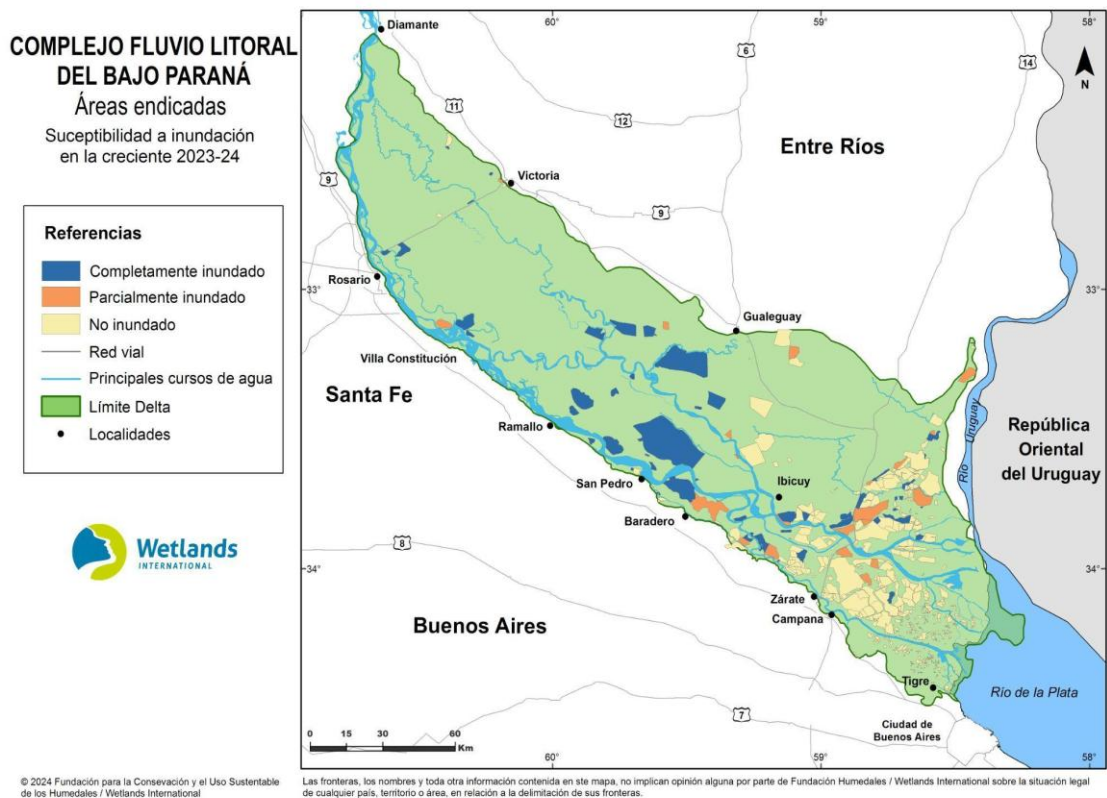 COMPLEJO FLUVIO LITORAL
DEL BAJO PARANÁ
Áreas endicadas
Suceptibilidad a inundación
en la creciente 2023-24
Referencias
Completamente inundado
Parcialmente inundado
No inundado
Red vial
Principales cursos de agua
Límite Delta
Localidades
Wetlands
INTERNATIONAL
60°
59°
58°
Diamante
6
14
11
12
N
Entre Ríos
9
Victoria
9
Rosario
33°
33°
Gualeguay
Villa Constitución
Santa Fe
Río Uruguay
República
Oriental
del Uruguay
Ramallo
San Pedro
Ibicuy
Baradero
8
34°
34°
Zárate
Campana
Buenos Aires
Tigre
Río de la Plata
7
Ciudad de
Buenos Aires
0 15 30 60
Km
60°
59°
58°
© 2024 Fundación para la Consevación y el Uso Sustentable
de los Humedales / Wetlands International
Las fronteras, los nombres y toda otra información contenida en ste mapa, no implican opinión alguna por parte de Fundación Humedales / Wetlands International sobre la situación legal
de cualquier país, territorio o área, en relación a la delimitación de sus fronteras.